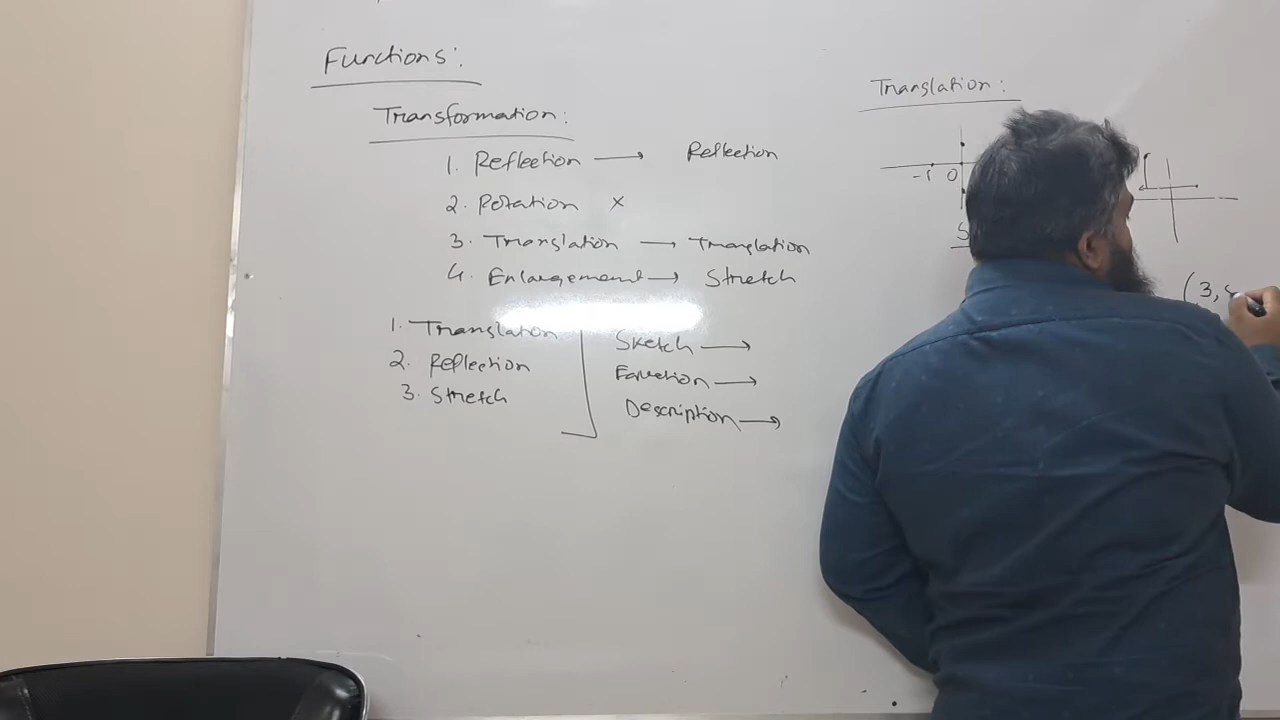 Functions:
Transformation:
1. Reflection → Reflection
2. Rotation ×
3. Translation → Translation
4. Enlargement → Stretch
1. Translation
2. Reflection
3. Stretch
Sketch →
Equation →
Description →
Translation:
-1 0
S
(3,